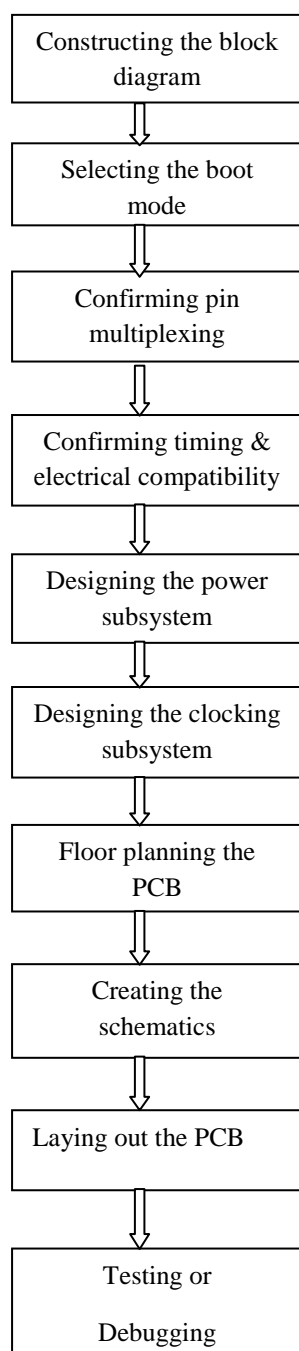 Constructing the block
diagram
Selecting the boot
mode
Confirming pin
multiplexing
Confirming timing &
electrical compatibility
Designing the power
subsystem
Designing the clocking
subsystem
Floor planning the
PCB
Creating the
schematics
Laying out the PCB
Testing or
Debugging